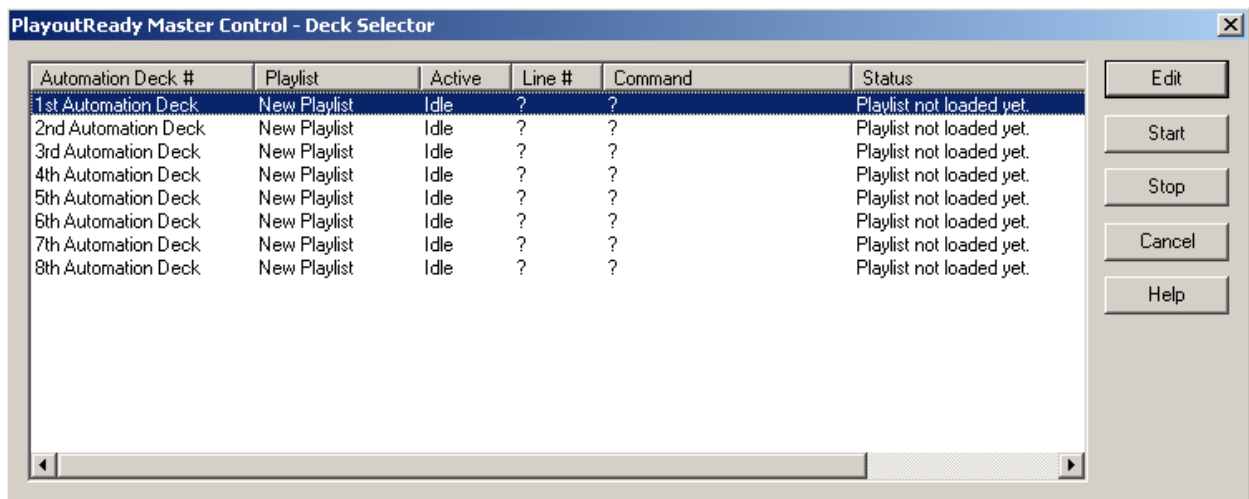 PlayoutReady Master Control - Deck Selector
Automation Deck # Playlist Active Line # Command Status
1st Automation Deck New Playlist Idle ? ? Playlist not loaded yet.
2nd Automation Deck New Playlist Idle ? ? Playlist not loaded yet.
3rd Automation Deck New Playlist Idle ? ? Playlist not loaded yet.
4th Automation Deck New Playlist Idle ? ? Playlist not loaded yet.
5th Automation Deck New Playlist Idle ? ? Playlist not loaded yet.
6th Automation Deck New Playlist Idle ? ? Playlist not loaded yet.
7th Automation Deck New Playlist Idle ? ? Playlist not loaded yet.
8th Automation Deck New Playlist Idle ? ? Playlist not loaded yet.
Edit
Start
Stop
Cancel
Help